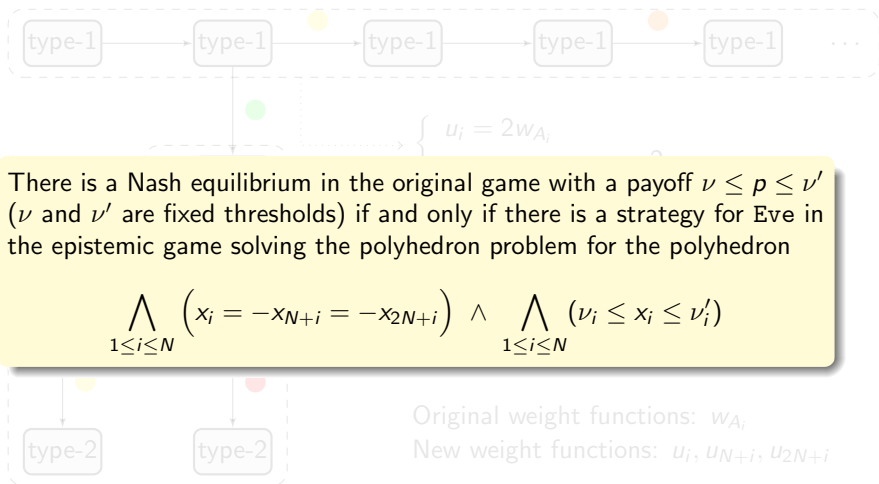 type-1 type-1 type-1 type-1 type-1 ...
u_i = 2w_{A_i}
There is a Nash equilibrium in the original game with a payoff ν ≤ p ≤ ν′
(ν and ν′ are fixed thresholds) if and only if there is a strategy for Eve in
the epistemic game solving the polyhedron problem for the polyhedron
⋀_{1≤i≤N} (x_i = −x_{N+i} = −x_{2N+i}) ∧ ⋀_{1≤i≤N} (ν_i ≤ x_i ≤ ν′_i)
Original weight functions: w_{A_i}
type-2 type-2 New weight functions: u_i, u_{N+i}, u_{2N+i}